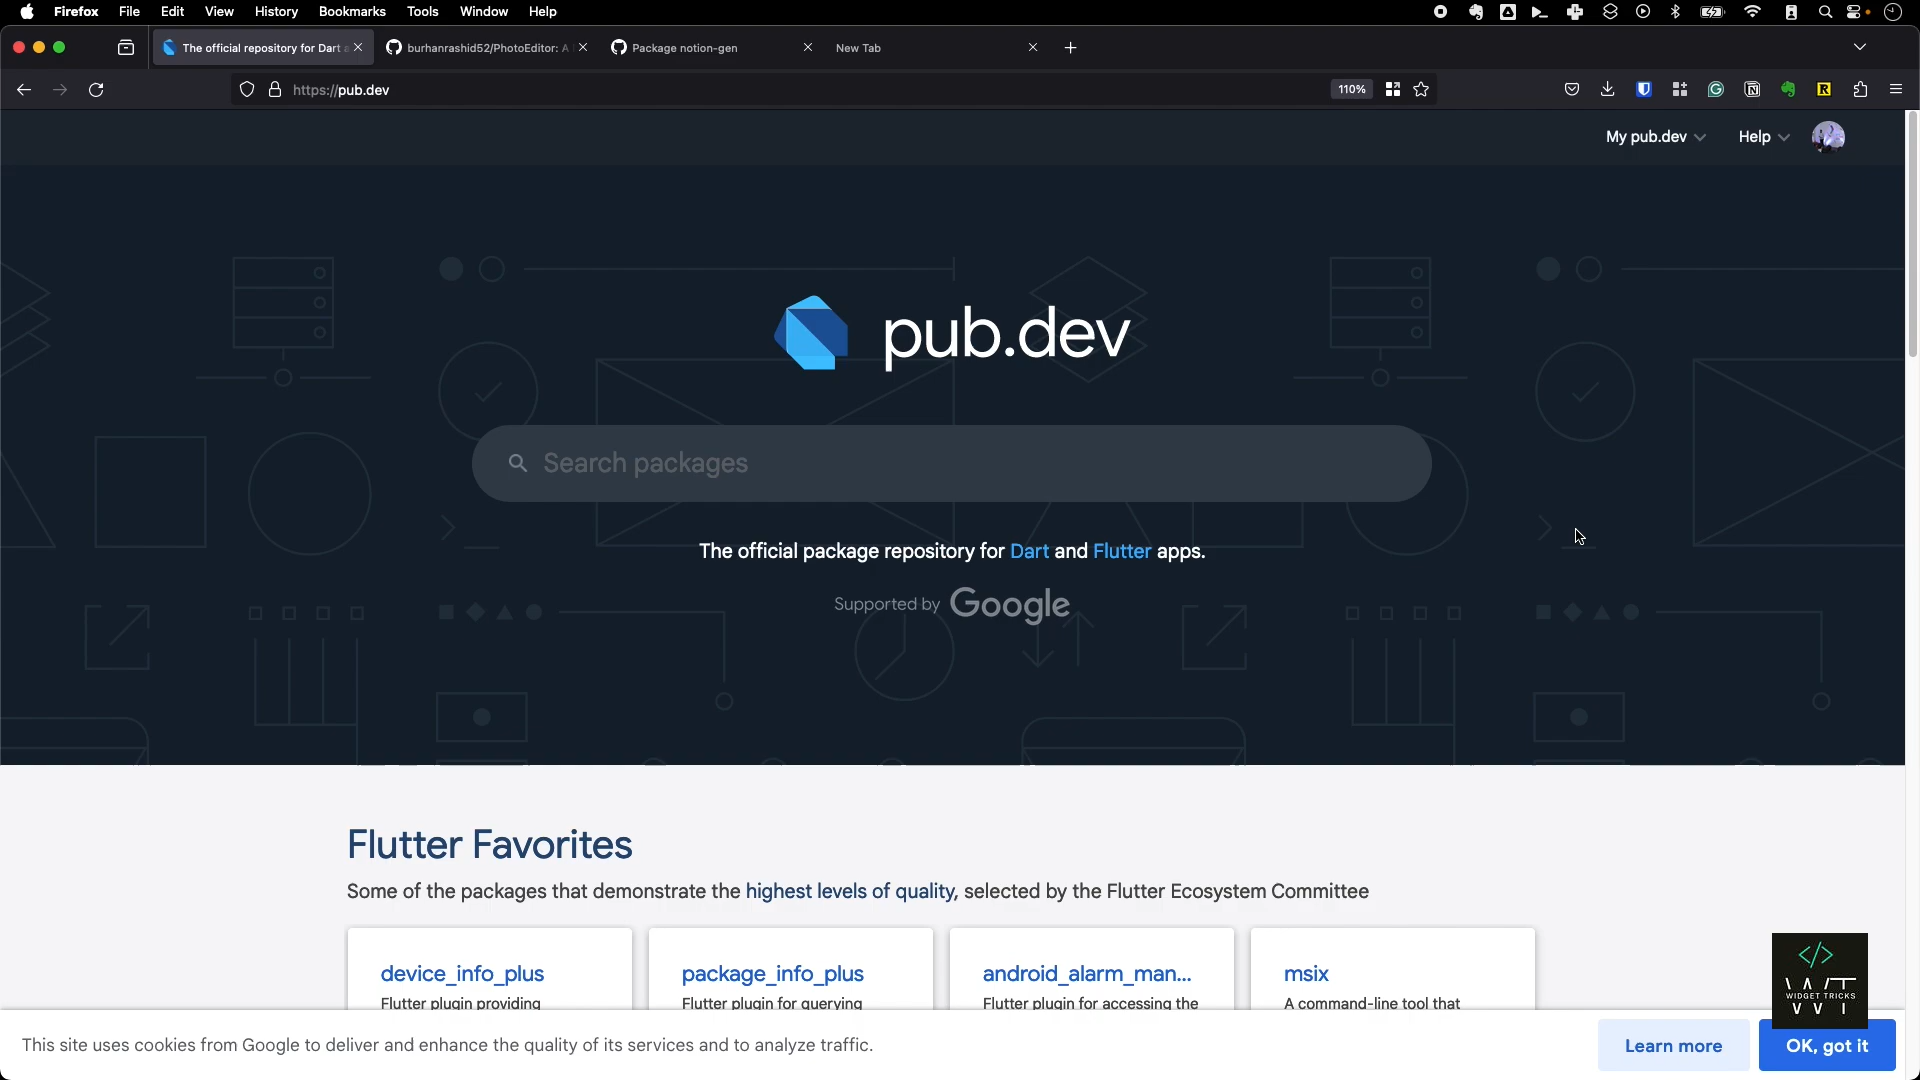 Firefox File Edit View History Bookmarks Tools Window Help
The official repository for Dart a
burhanrashid52/PhotoEditor: A
Package notion-gen
New Tab
https://pub.dev
110%
My pub.dev
Help
pub.dev
Search packages
The official package repository for Dart and Flutter apps.
Supported by Google
Flutter Favorites
Some of the packages that demonstrate the highest levels of quality, selected by the Flutter Ecosystem Committee
device_info_plus
Flutter plugin providing
package_info_plus
Flutter plugin for querying
android_alarm_man...
Flutter plugin for accessing the
msix
A command-line tool that
</>
WT
WIDGET TRICKS
This site uses cookies from Google to deliver and enhance the quality of its services and to analyze traffic.
Learn more
OK, got it